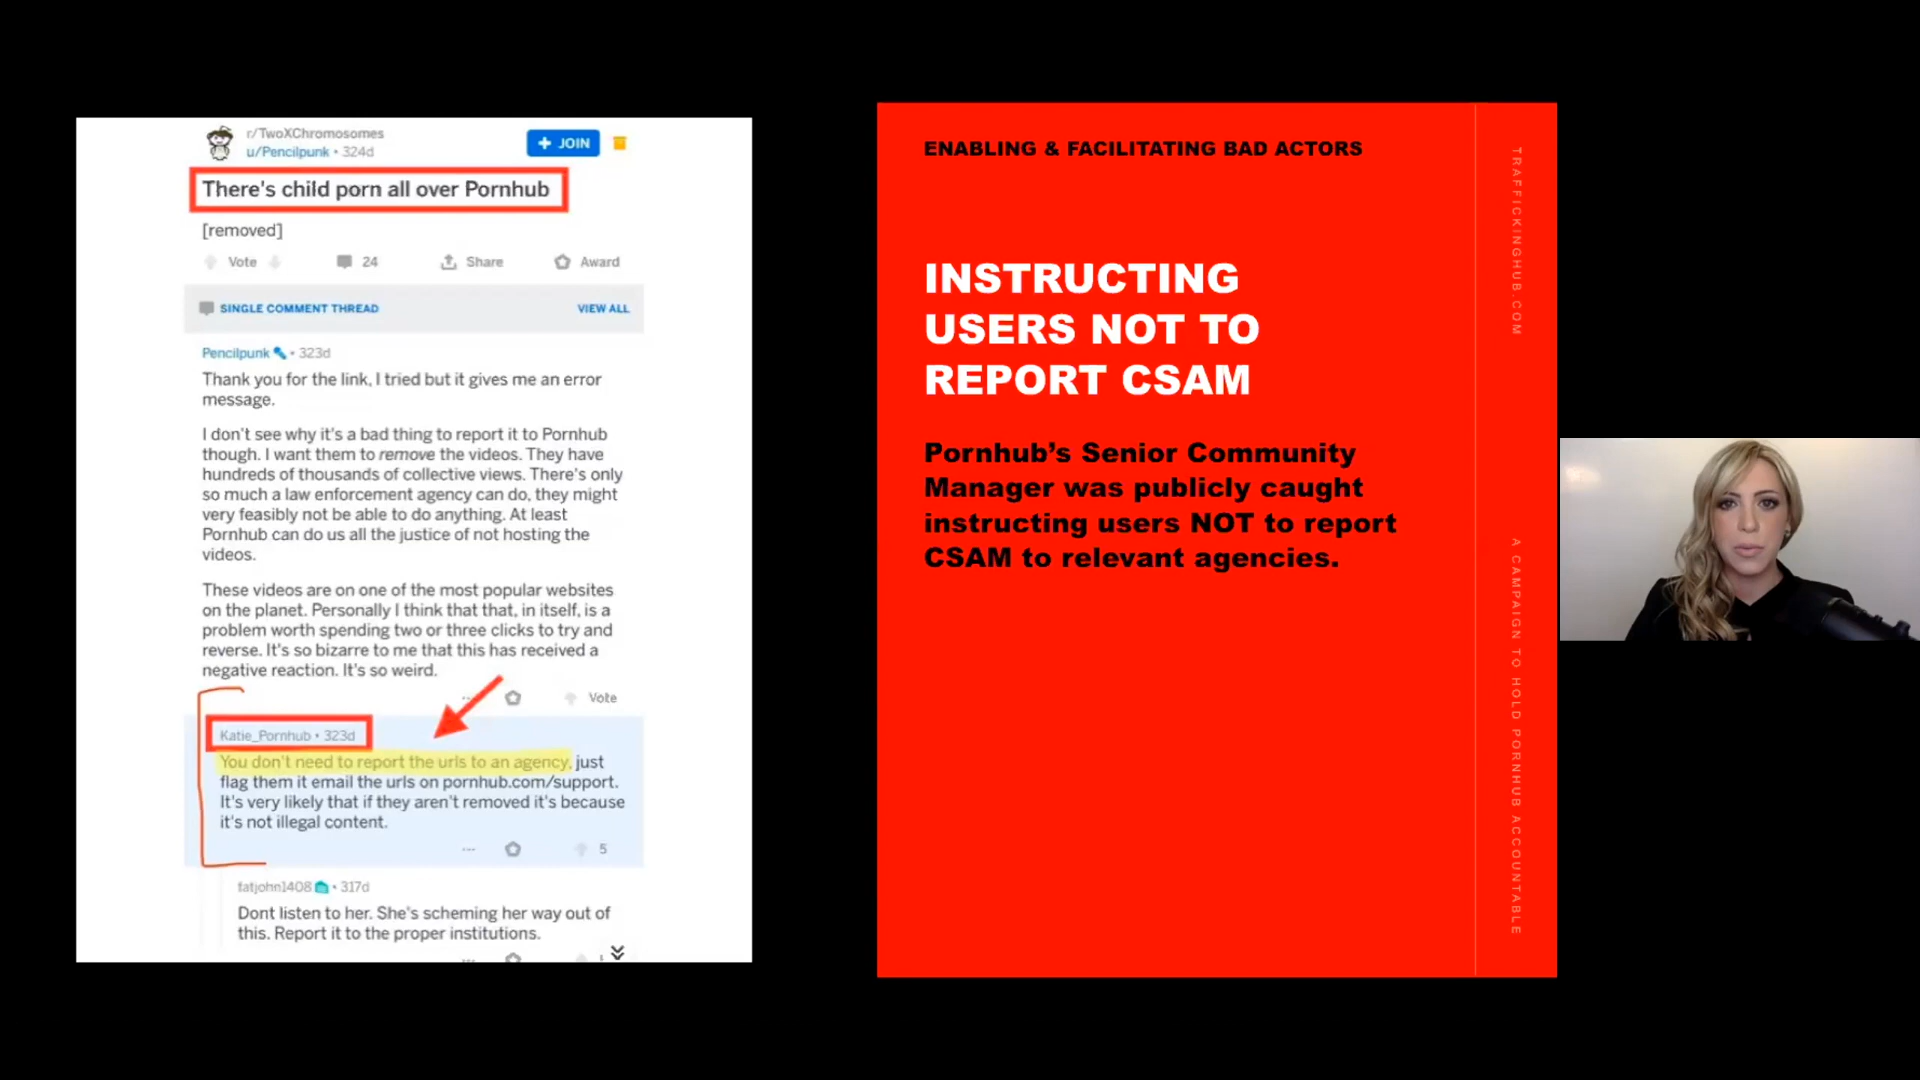 r/TwoXChromosomes
u/Pencilpunk • 324d
+ JOIN
There's child porn all over Pornhub
[removed]
Vote
24
Share
Award
SINGLE COMMENT THREAD
VIEW ALL
Pencilpunk • 323d
Thank you for the link, I tried but it gives me an error
message.
I don't see why it's a bad thing to report it to Pornhub
though. I want them to remove the videos. They have
hundreds of thousands of collective views. There's only
so much a law enforcement agency can do, they might
very feasibly not be able to do anything. At least
Pornhub can do us all the justice of not hosting the
videos.
These videos are on one of the most popular websites
on the planet. Personally I think that that, in itself, is a
problem worth spending two or three clicks to try and
reverse. It's so bizarre to me that this has received a
negative reaction. It's so weird.
Vote
Katie_Pornhub • 323d
You don't need to report the urls to an agency, just
flag them it email the urls on pornhub.com/support.
It's very likely that if they aren't removed it's because
it's not illegal content.
5
fatjohn1408 • 317d
Dont listen to her. She's scheming her way out of
this. Report it to the proper institutions.
ENABLING & FACILITATING BAD ACTORS
INSTRUCTING
USERS NOT TO
REPORT CSAM
Pornhub’s Senior Community
Manager was publicly caught
instructing users NOT to report
CSAM to relevant agencies.
TRAFFICKINGHUB.COM
A CAMPAIGN TO HOLD PORNHUB ACCOUNTABLE